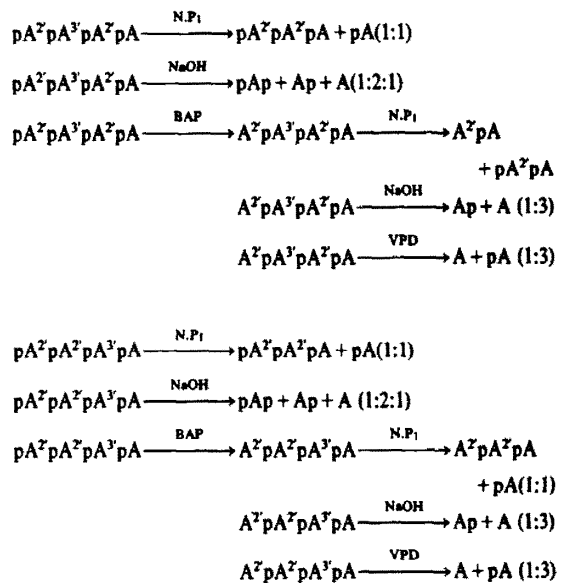 N.P₁
pA²'pA³'pA²'pA ⟶ pA²'pA²'pA + pA(1:1)
NaOH
pA²'pA³'pA²'pA ⟶ pAp + Ap + A(1:2:1)
BAP N.P₁
pA²'pA³'pA²'pA ⟶ A²'pA³'pA²'pA ⟶ A²'pA
+ pA²'pA
NaOH
A²'pA³'pA²'pA ⟶ Ap + A (1:3)
VPD
A²'pA³'pA²'pA ⟶ A + pA (1:3)
N.P₁
pA²'pA²'pA³'pA ⟶ pA²'pA²'pA + pA(1:1)
NaOH
pA²'pA²'pA³'pA ⟶ pAp + Ap + A (1:2:1)
BAP N.P₁
pA²'pA²'pA³'pA ⟶ A²'pA²'pA³'pA ⟶ A²'pA²'pA
+ pA(1:1)
NaOH
A²'pA²'pA³'pA ⟶ Ap + A (1:3)
VPD
A²'pA²'pA³'pA ⟶ A + pA (1:3)